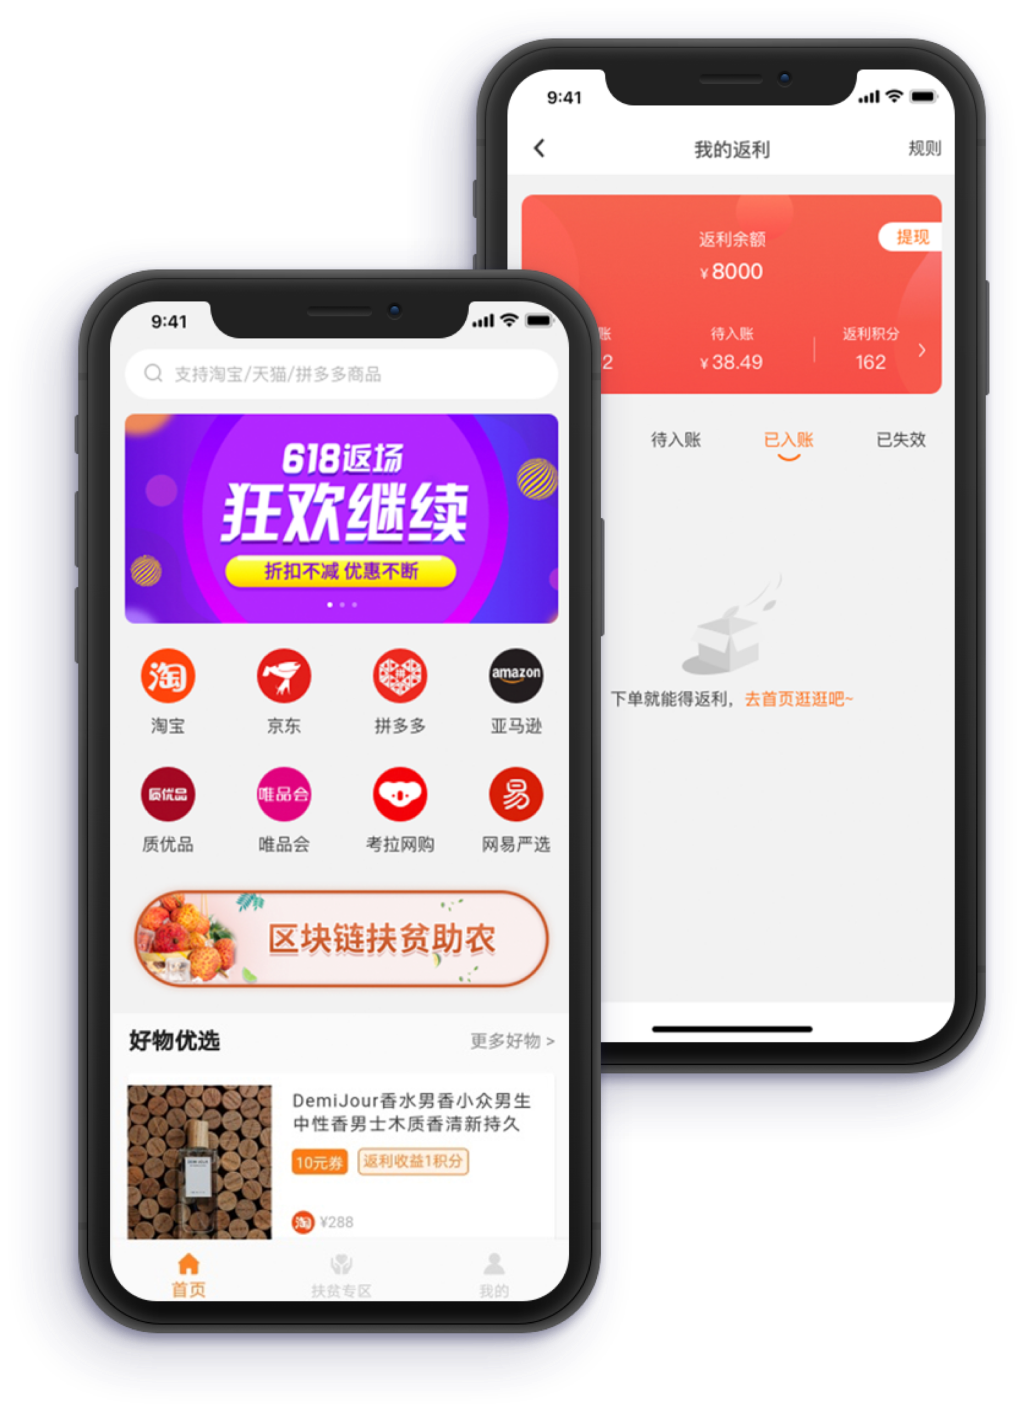 9:41
我的返利
规则
返利余额
提现
¥8000
账
待入账
返利积分
2
¥38.49
162
待入账
已入账
已失效
下单就能得返利，去首页逛逛吧~
9:41
支持淘宝/天猫/拼多多商品
618返场
狂欢继续
折扣不减 优惠不断
淘
amazon
淘宝
京东
拼多多
亚马逊
质优品
唯品会
易
质优品
唯品会
考拉网购
网易严选
区块链扶贫助农
好物优选
更多好物 >
DemiJour香水男香小众男生
中性香男士木质香清新持久
10元券
返利收益1积分
淘
¥288
首页
扶贫专区
我的